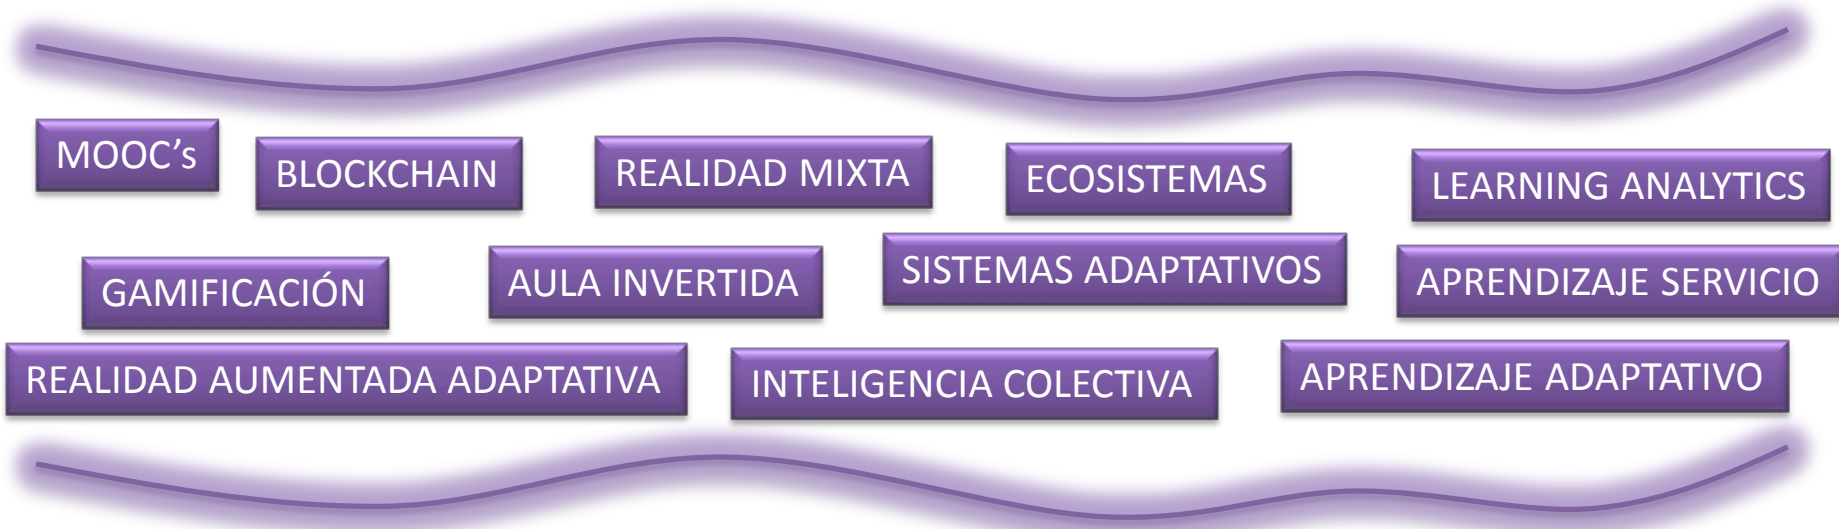 MOOC’s
BLOCKCHAIN
REALIDAD MIXTA
ECOSISTEMAS
LEARNING ANALYTICS
GAMIFICACIÓN
AULA INVERTIDA
SISTEMAS ADAPTATIVOS
APRENDIZAJE SERVICIO
REALIDAD AUMENTADA ADAPTATIVA
INTELIGENCIA COLECTIVA
APRENDIZAJE ADAPTATIVO